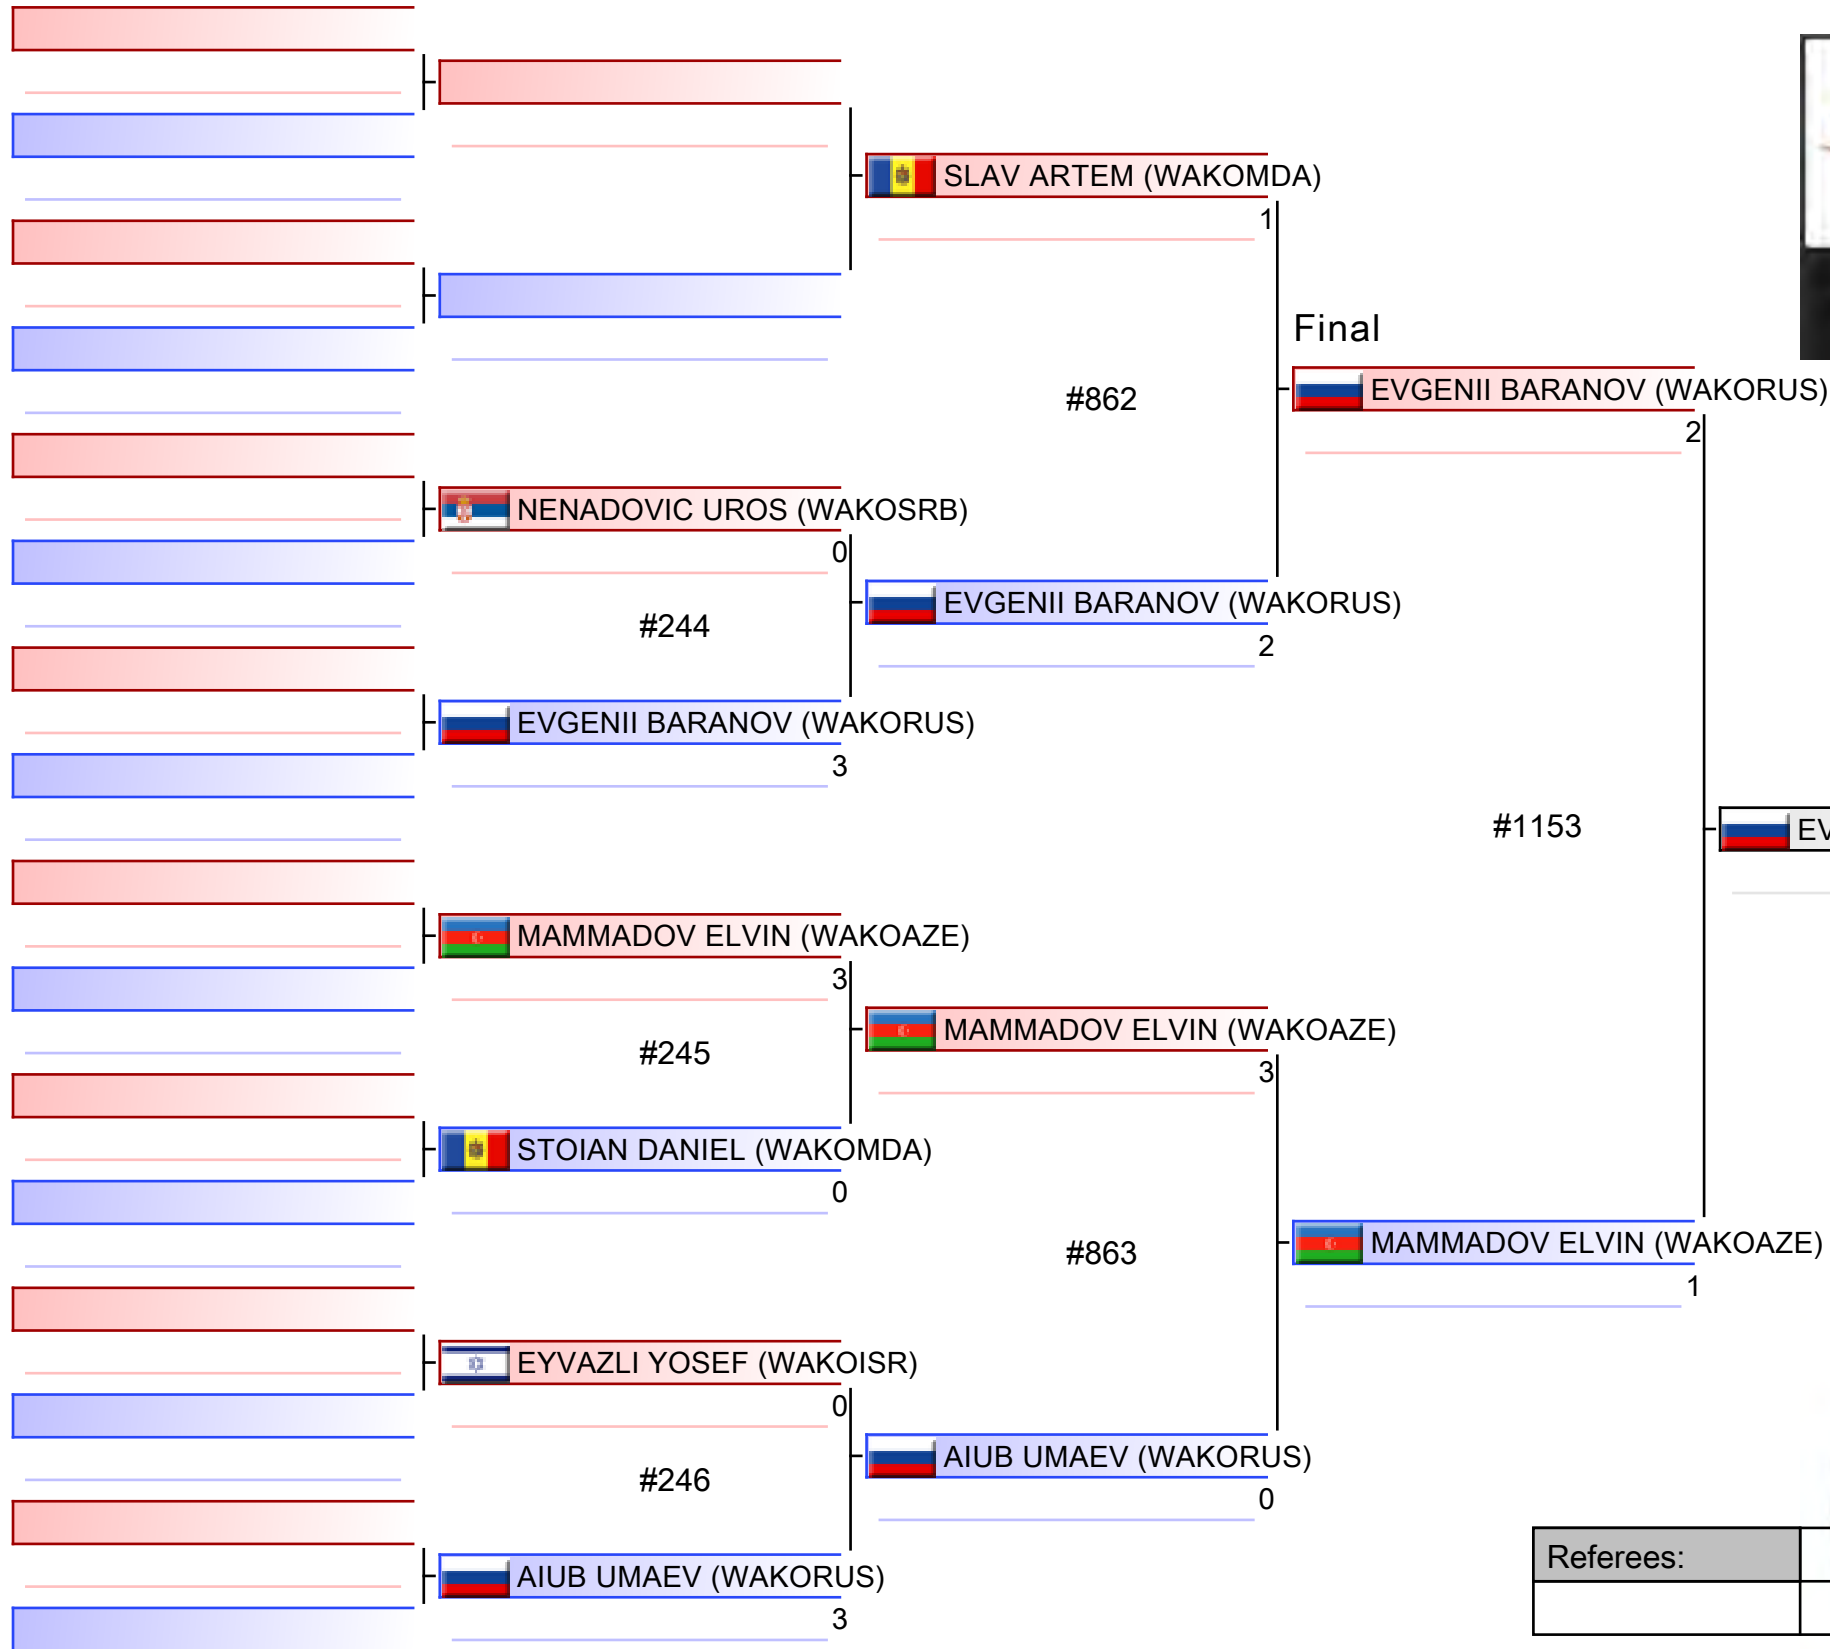 SLAV ARTEM (WAKOMDA)
1
Final
#862
EVGENII BARANOV (WAKORUS)
2
NENADOVIC UROS (WAKOSRB)
0
EVGENII BARANOV (WAKORUS)
#244
2
EVGENII BARANOV (WAKORUS)
3
#1153
EV
MAMMADOV ELVIN (WAKOAZE)
3
MAMMADOV ELVIN (WAKOAZE)
#245
3
STOIAN DANIEL (WAKOMDA)
0
#863
MAMMADOV ELVIN (WAKOAZE)
1
EYVAZLI YOSEF (WAKOISR)
0
AIUB UMAEV (WAKORUS)
#246
0
Referees:
AIUB UMAEV (WAKORUS)
3